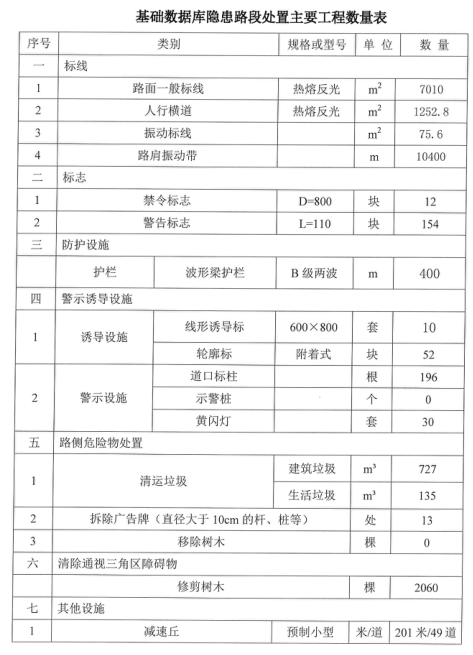 基础数据库隐患路段处置主要工程数量表
序号 类别 规格或型号 单位 数量
一 标线
1 路面一般标线 热熔反光 m² 7010
2 人行横道 热熔反光 m² 1252.8
3 振动标线 m² 75.6
4 路肩振动带 m 10400
二 标志
1 禁令标志 D=800 块 12
2 警告标志 L=110 块 154
三 防护设施
护栏 波形梁护栏 B 级两波 m 400
四 警示诱导设施
1 诱导设施 线形诱导标 600×800 套 10
轮廓标 附着式 块 52
2 警示设施 道口标柱 根 196
示警桩 个 0
黄闪灯 套 30
五 路侧危险物处置
1 清运垃圾 建筑垃圾 m³ 727
生活垃圾 m³ 135
2 拆除广告牌（直径大于 10cm 的杆、桩等） 处 13
3 移除树木 棵 0
六 清除通视三角区障碍物
修剪树木 棵 2060
七 其他设施
1 减速丘 预制小型 米/道 201 米/49 道